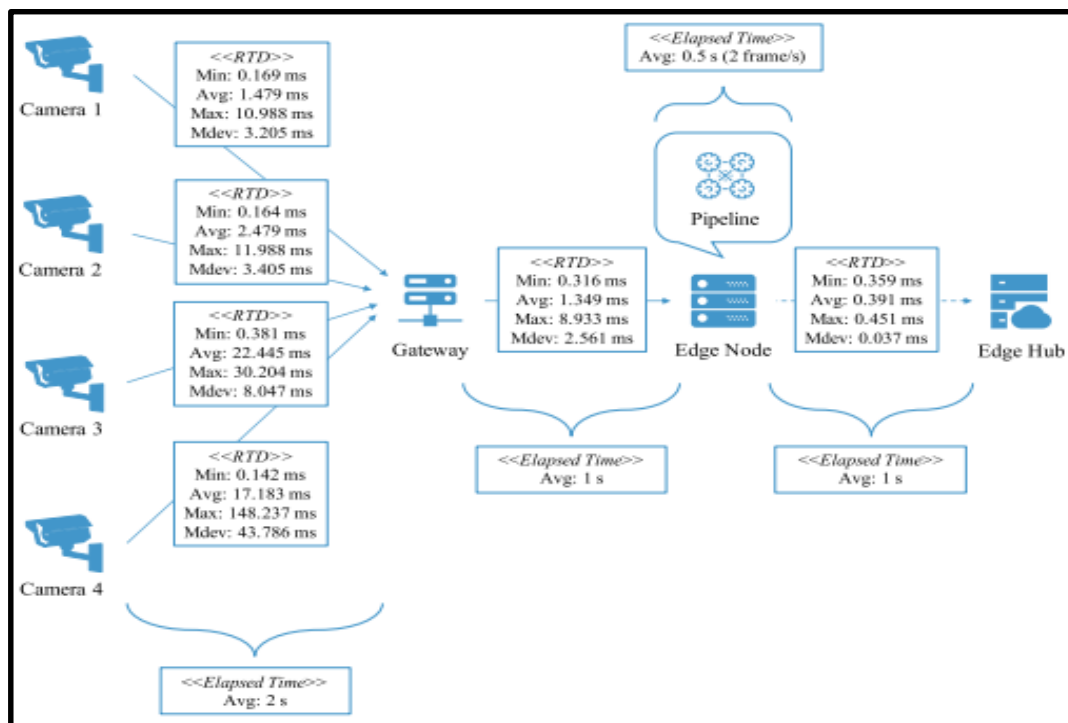 <<Elapsed Time>>
Avg: 0.5 s (2 frame/s)
Camera 1
<<RTD>>
Min: 0.169 ms
Avg: 1.479 ms
Max: 10.988 ms
Mdev: 3.205 ms
Camera 2
<<RTD>>
Min: 0.164 ms
Avg: 2.479 ms
Max: 11.988 ms
Mdev: 3.405 ms
Camera 3
<<RTD>>
Min: 0.381 ms
Avg: 22.445 ms
Max: 30.204 ms
Mdev: 8.047 ms
Camera 4
<<RTD>>
Min: 0.142 ms
Avg: 17.183 ms
Max: 148.237 ms
Mdev: 43.786 ms
Gateway
<<RTD>>
Min: 0.316 ms
Avg: 1.349 ms
Max: 8.933 ms
Mdev: 2.561 ms
Pipeline
Edge Node
<<RTD>>
Min: 0.359 ms
Avg: 0.391 ms
Max: 0.451 ms
Mdev: 0.037 ms
Edge Hub
<<Elapsed Time>>
Avg: 1 s
<<Elapsed Time>>
Avg: 1 s
<<Elapsed Time>>
Avg: 2 s